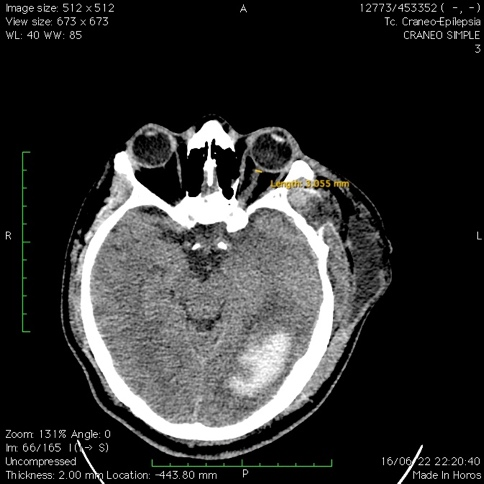 Image size: 512 x 512
View size: 673 x 673
WL: 40 WW: 85
A
12773/453352 ( -, -)
Tc. Craneo-Epilepsia
CRANEO SIMPLE
3
R
L
Zoom: 131% Angle: 0
Im: 66/165 I
S)
Uncompressed
Thickness: 2.00 mm Location: -443.80 mm
P
16/06/22 22:20:40
Made In Horos